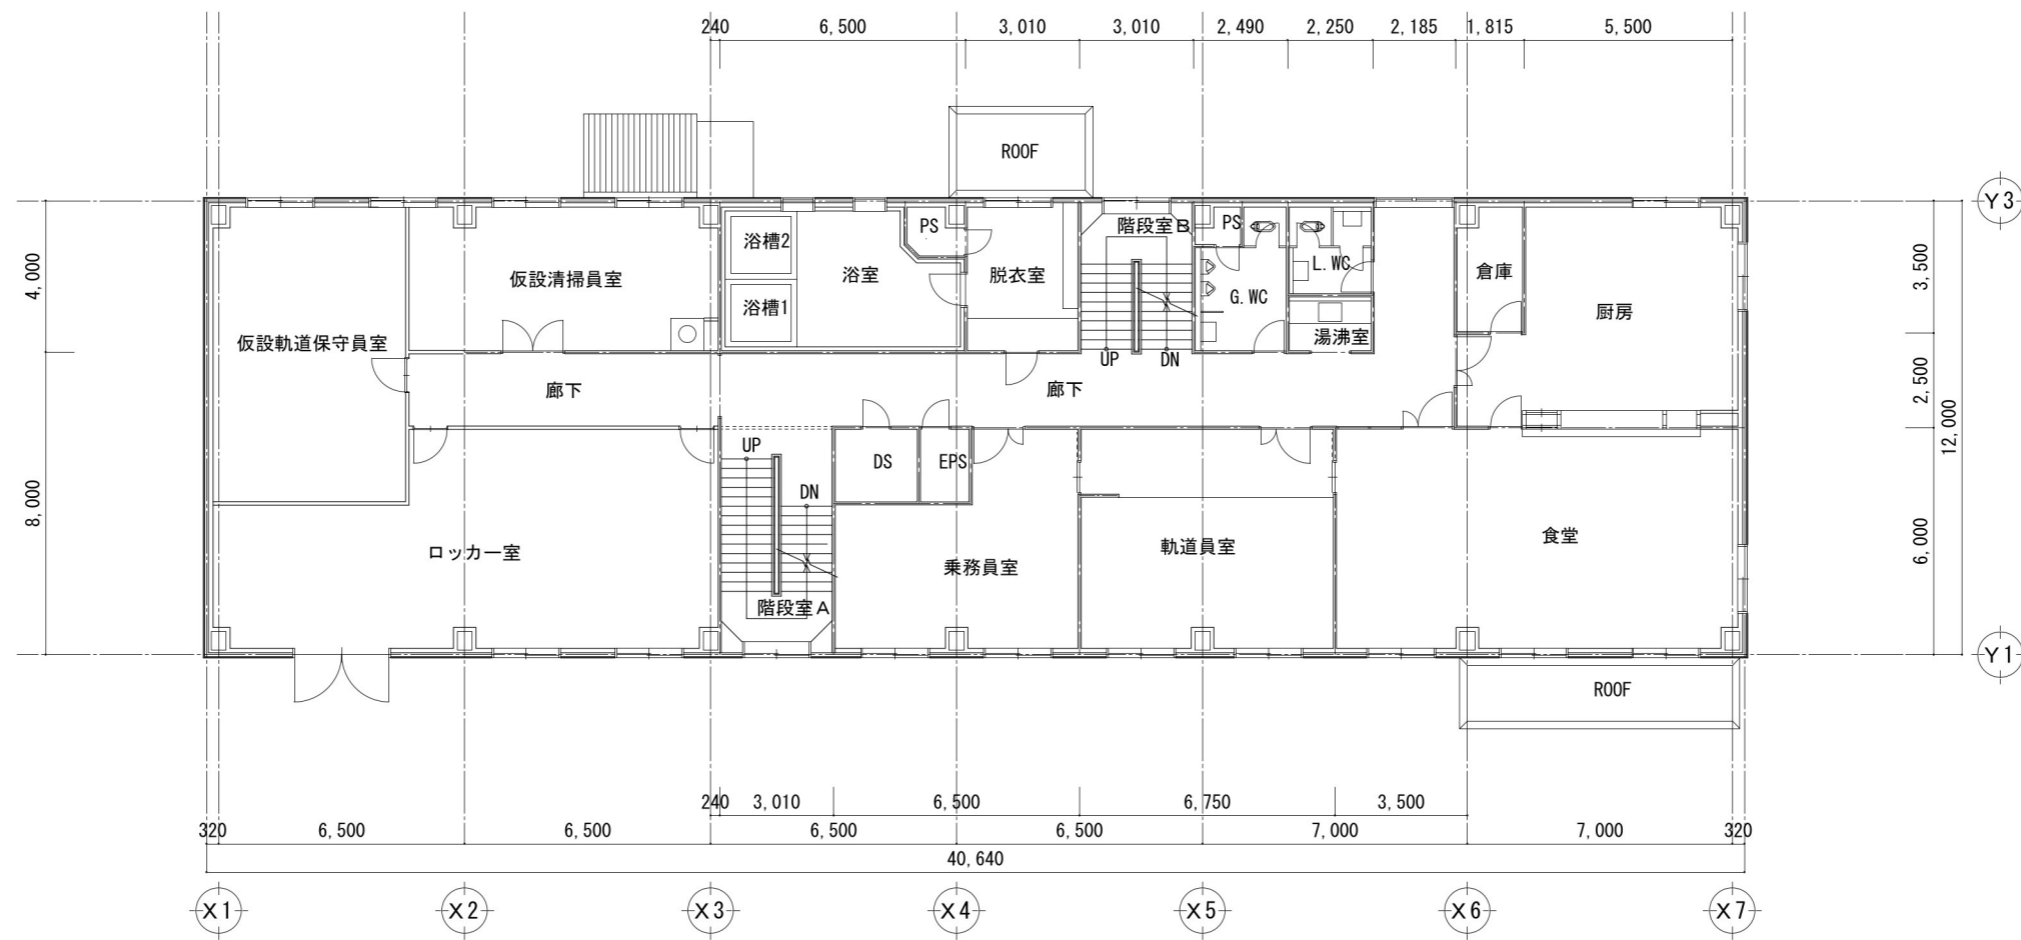 240 6,500 3,010 3,010 2,490 2,250 2,185 1,815 5,500
ROOF
Y3
PS
階段室B
PS
浴槽2
浴室
脱衣室
L.WC
倉庫
仮設清掃員室
4,000
3,500
浴槽1
G.WC
厨房
仮設軌道保守員室
湯沸室
UP
DN
廊下
廊下
2,500
12,000
UP
DS
EPS
DN
8,000
ロッカー室
乗務員室
軌道員室
食堂
6,000
階段室A
Y1
ROOF
240 3,010 6,500 6,750 3,500
320 6,500 6,500 6,500 6,500 7,000 7,000 320
40,640
X1 X2 X3 X4 X5 X6 X7